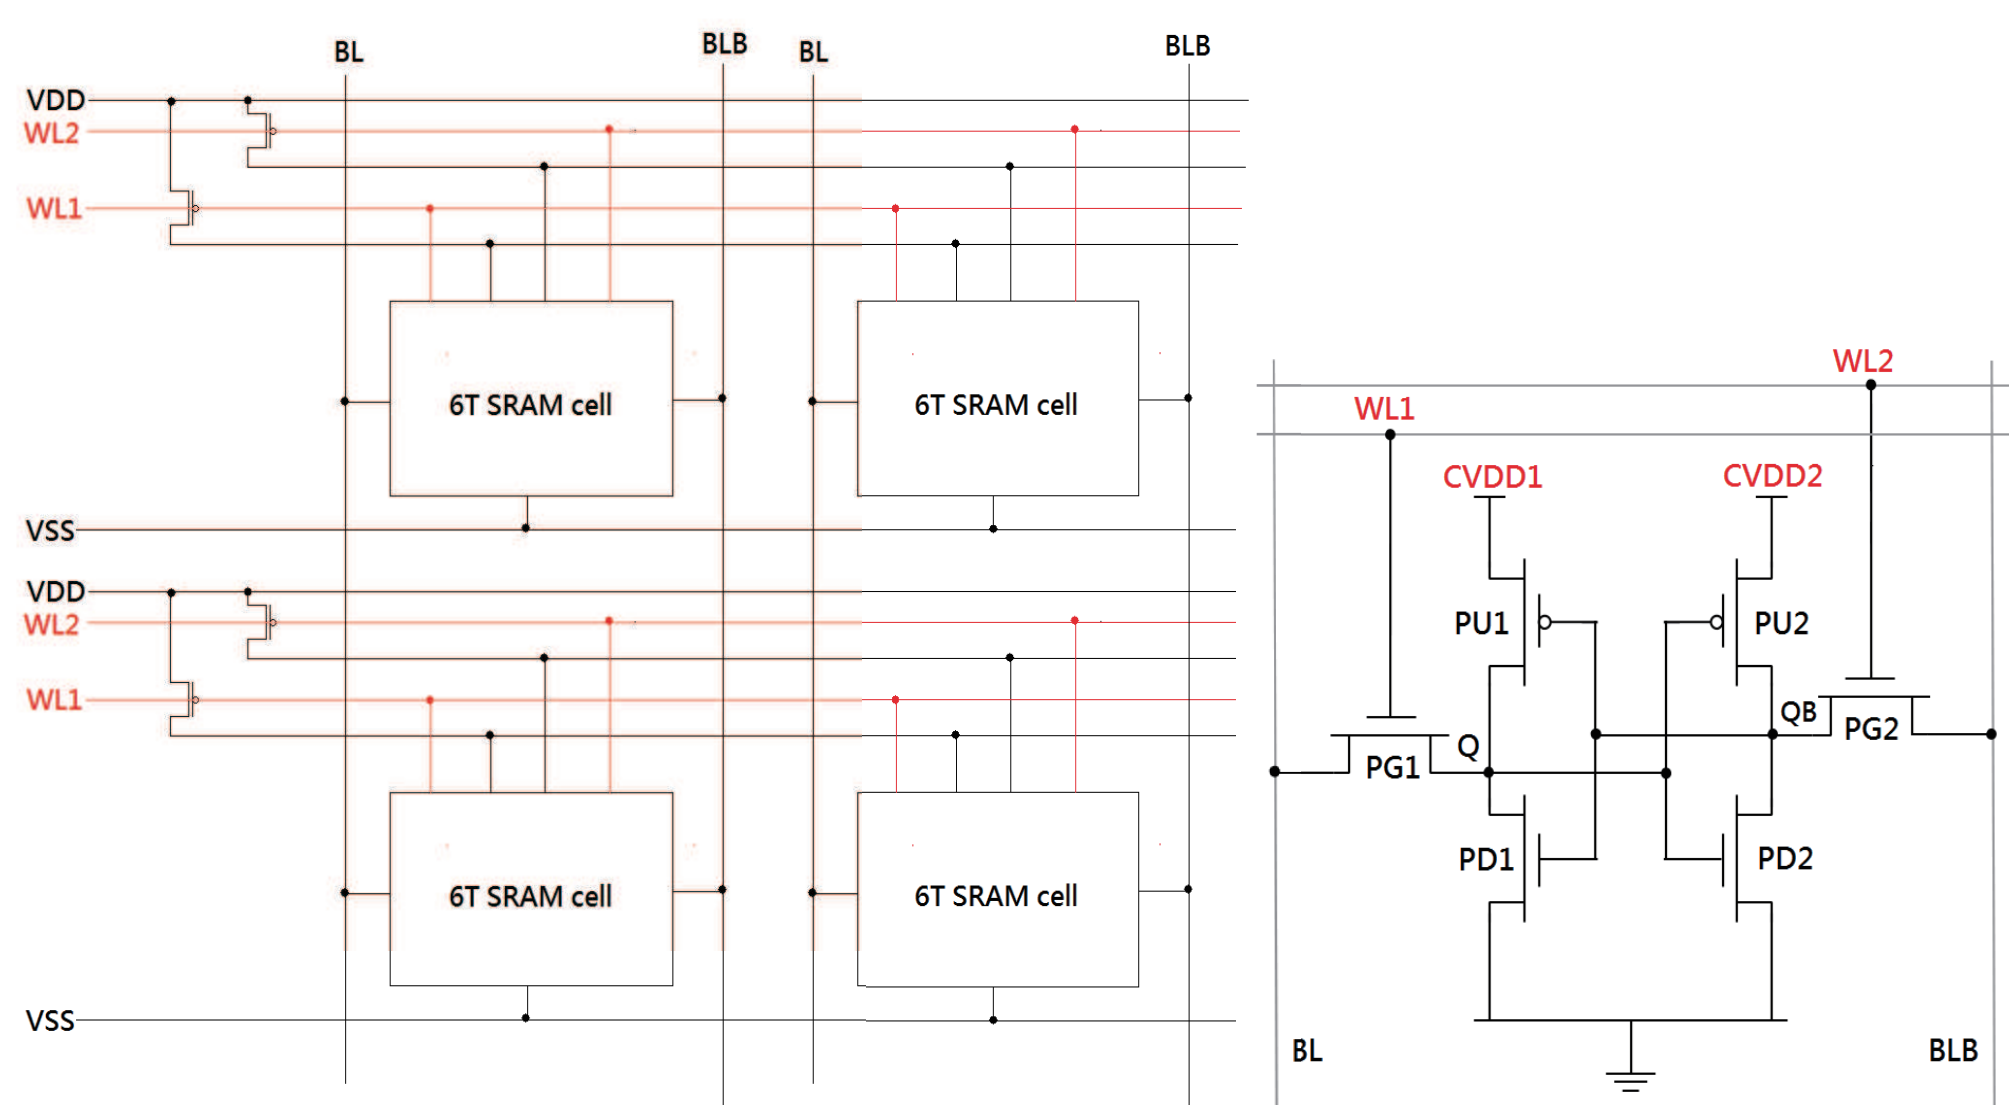 BL
BLB
BL
BLB
VDD
WL2
WL1
6T SRAM cell
6T SRAM cell
VSS
VDD
WL2
WL1
6T SRAM cell
6T SRAM cell
VSS
WL2
WL1
CVDD1
CVDD2
PU1
PU2
QB
Q
PG2
PG1
PD1
PD2
BL
BLB